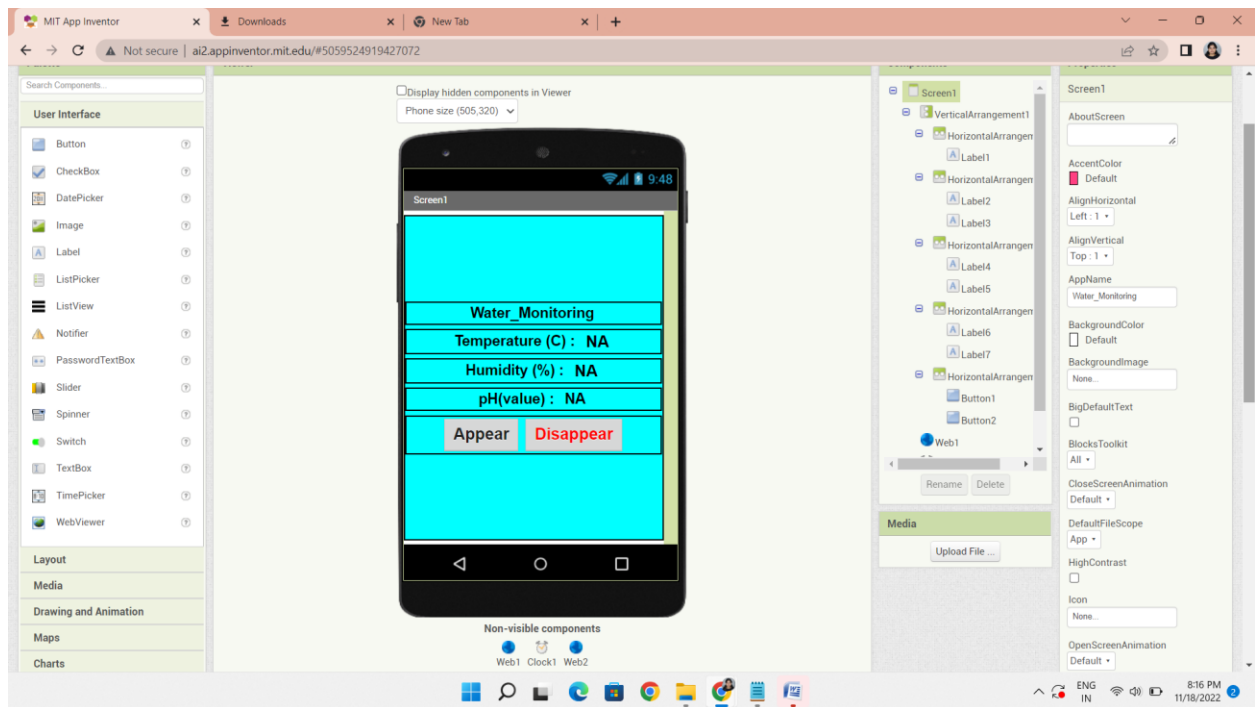 MIT App Inventor
Downloads
New Tab
Not secure
ai2.appinventor.mit.edu/#5059524919427072
Search Components...
User Interface
Button
CheckBox
DatePicker
Image
Label
ListPicker
ListView
Notifier
PasswordTextBox
Slider
Spinner
Switch
TextBox
TimePicker
WebViewer
Layout
Media
Drawing and Animation
Maps
Charts
Display hidden components in Viewer
Phone size (505,320)
9:48
Screen1
Water_Monitoring
Temperature (C) : NA
Humidity (%) : NA
pH(value) : NA
Appear Disappear
Non-visible components
Web1 Clock1 Web2
Screen1
VerticalArrangement1
HorizontalArrangem
Label1
HorizontalArrangem
Label2
Label3
HorizontalArrangem
Label4
Label5
HorizontalArrangem
Label6
Label7
HorizontalArrangem
Button1
Button2
Web1
Rename Delete
Media
Upload File ...
Screen1
AboutScreen
AccentColor
Default
AlignHorizontal
Left : 1
AlignVertical
Top : 1
AppName
Water_Monitoring
BackgroundColor
Default
BackgroundImage
None...
BigDefaultText
BlocksToolkit
All
CloseScreenAnimation
Default
DefaultFileScope
App
HighContrast
Icon
None...
OpenScreenAnimation
Default
ENG
IN
8:16 PM
11/18/2022
2